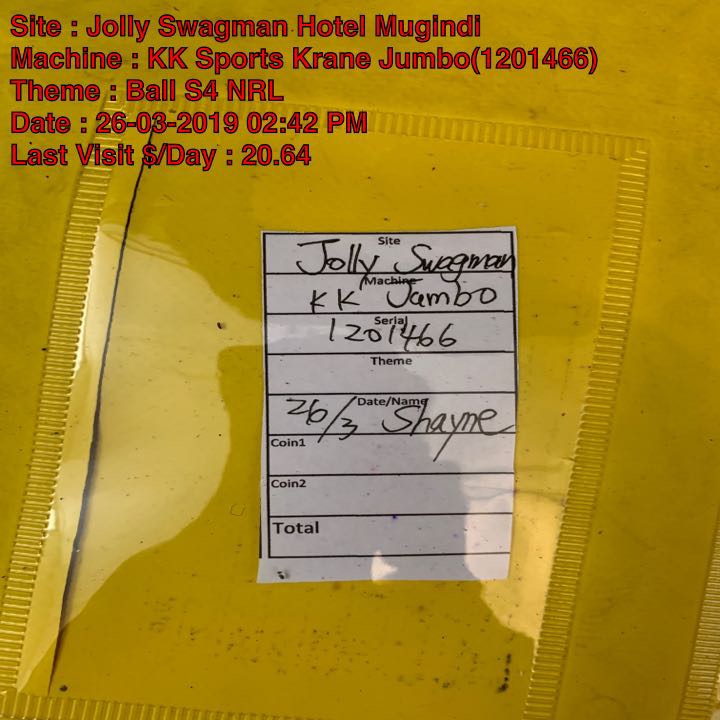 Site : Jolly Swagman Hotel Mugindi
Machine : KK Sports Krane Jumbo(1201466)
Theme : Ball S4 NRL
Date : 26-03-2019 02:42 PM
Last Visit $/Day : 20.64
Site
Jolly Swagman
Machine
KK Jambo
Serial
1201466
Theme
Date/Name
26/3 Shayne
Coin1
Coin2
Total